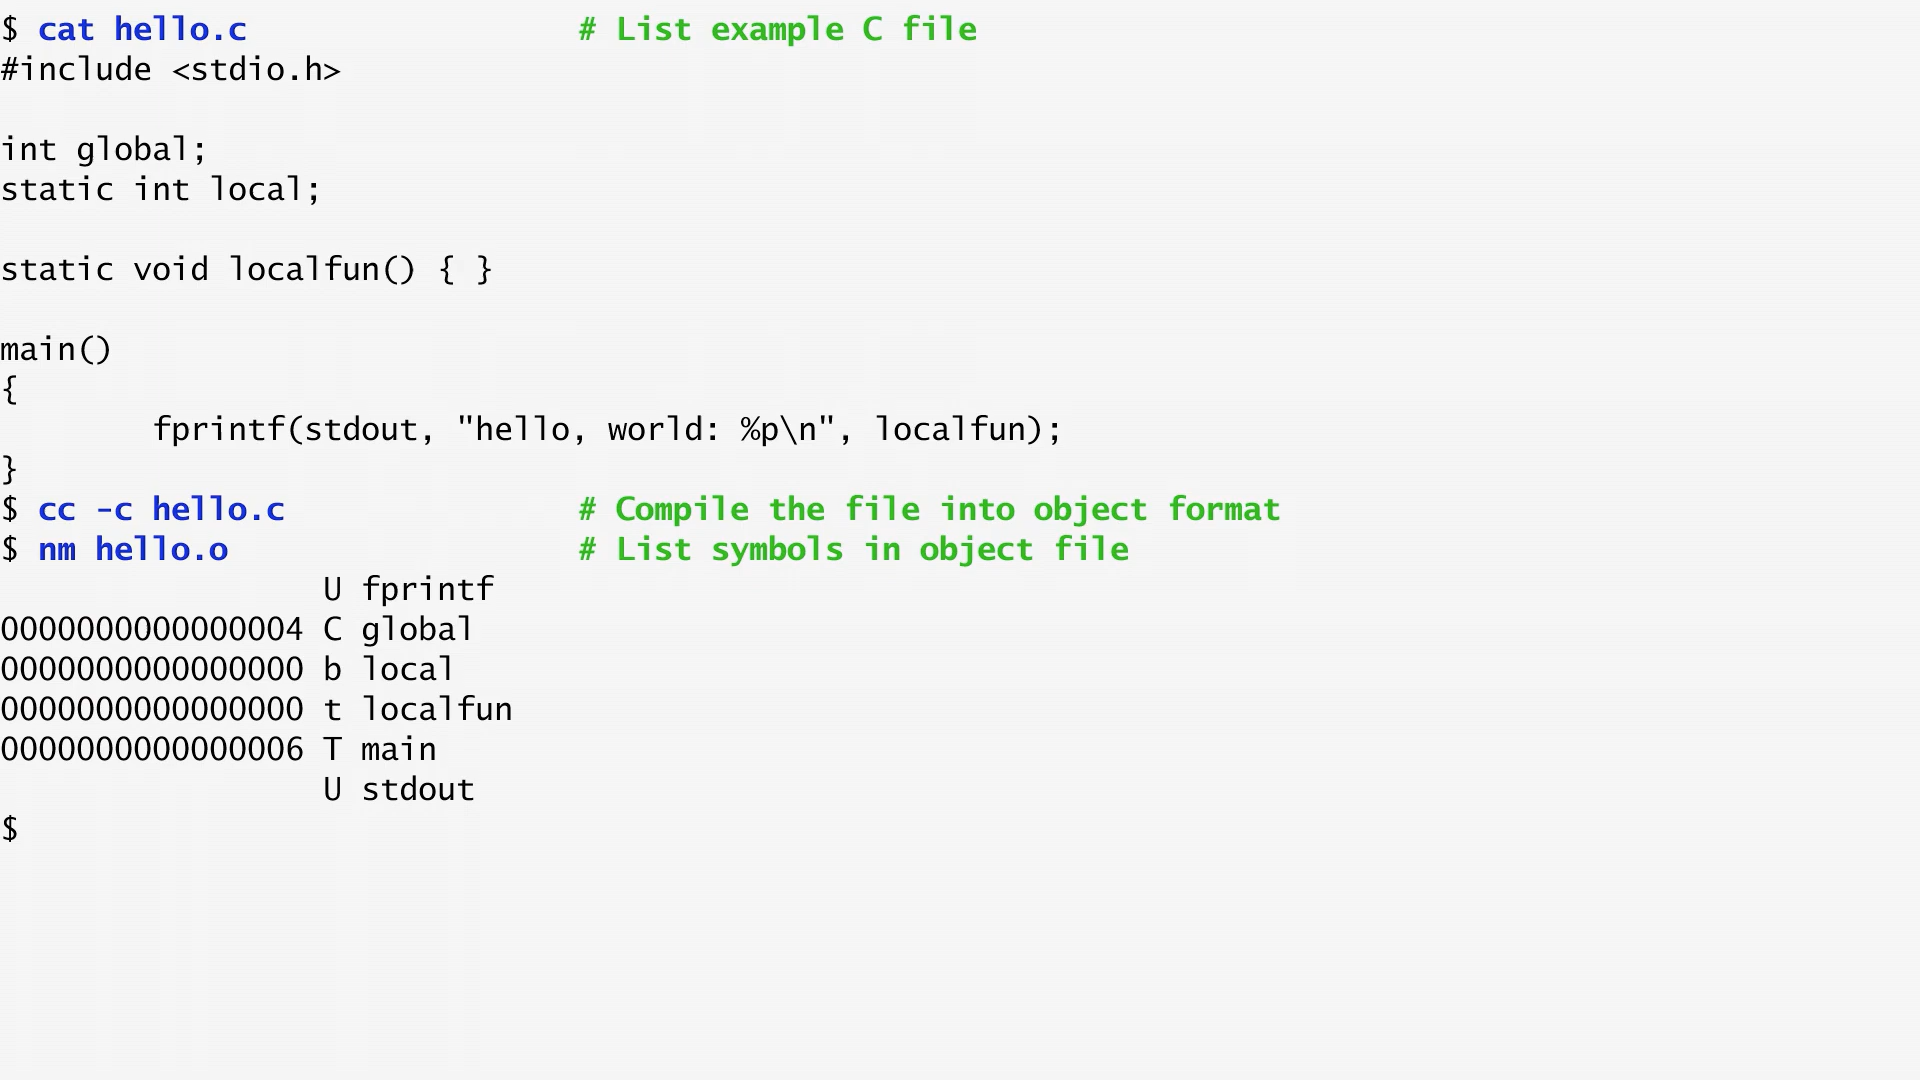 $ cat hello.c                  # List example C file
#include <stdio.h>

int global;
static int local;

static void localfun() { }

main()
{
        fprintf(stdout, "hello, world: %p\n", localfun);
}
$ cc -c hello.c                # Compile the file into object format
$ nm hello.o                   # List symbols in object file
                 U fprintf
0000000000000004 C global
0000000000000000 b local
0000000000000000 t localfun
0000000000000006 T main
                 U stdout
$